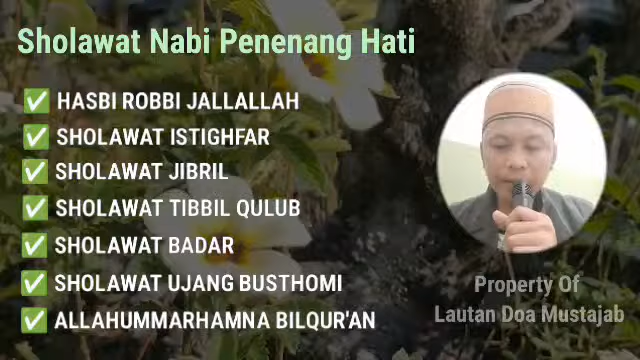 Sholawat Nabi Penenang Hati
✅ HASBI ROBBI JALLALLAH
✅ SHOLAWAT ISTIGHFAR
✅ SHOLAWAT JIBRIL
✅ SHOLAWAT TIBBIL QULUB
✅ SHOLAWAT BADAR
✅ SHOLAWAT UJANG BUSTHOMI
✅ ALLAHUMMARHAMNA BILQUR'AN
Property Of
Lautan Doa Mustajab